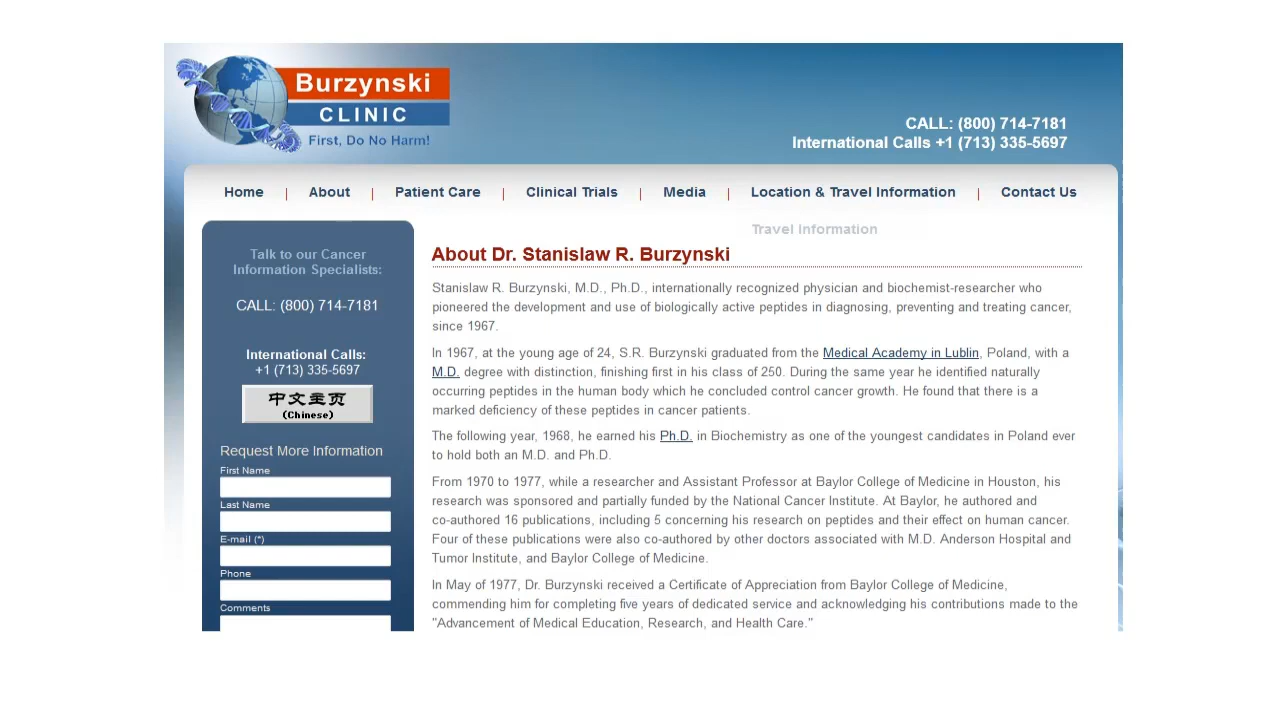 Burzynski
CLINIC
First, Do No Harm!
CALL: (800) 714-7181
International Calls +1 (713) 335-5697
Home | About | Patient Care | Clinical Trials | Media | Location & Travel Information | Contact Us
Travel Information
Talk to our Cancer
Information Specialists:
CALL: (800) 714-7181
International Calls:
+1 (713) 335-5697
中文主页
(Chinese)
Request More Information
First Name
Last Name
E-mail (*)
Phone
Comments
About Dr. Stanislaw R. Burzynski
Stanislaw R. Burzynski, M.D., Ph.D., internationally recognized physician and biochemist-researcher who
pioneered the development and use of biologically active peptides in diagnosing, preventing and treating cancer,
since 1967.
In 1967, at the young age of 24, S.R. Burzynski graduated from the Medical Academy in Lublin, Poland, with a
M.D. degree with distinction, finishing first in his class of 250. During the same year he identified naturally
occurring peptides in the human body which he concluded control cancer growth. He found that there is a
marked deficiency of these peptides in cancer patients.
The following year, 1968, he earned his Ph.D. in Biochemistry as one of the youngest candidates in Poland ever
to hold both an M.D. and Ph.D.
From 1970 to 1977, while a researcher and Assistant Professor at Baylor College of Medicine in Houston, his
research was sponsored and partially funded by the National Cancer Institute. At Baylor, he authored and
co-authored 16 publications, including 5 concerning his research on peptides and their effect on human cancer.
Four of these publications were also co-authored by other doctors associated with M.D. Anderson Hospital and
Tumor Institute, and Baylor College of Medicine.
In May of 1977, Dr. Burzynski received a Certificate of Appreciation from Baylor College of Medicine,
commending him for completing five years of dedicated service and acknowledging his contributions made to the
"Advancement of Medical Education, Research, and Health Care."